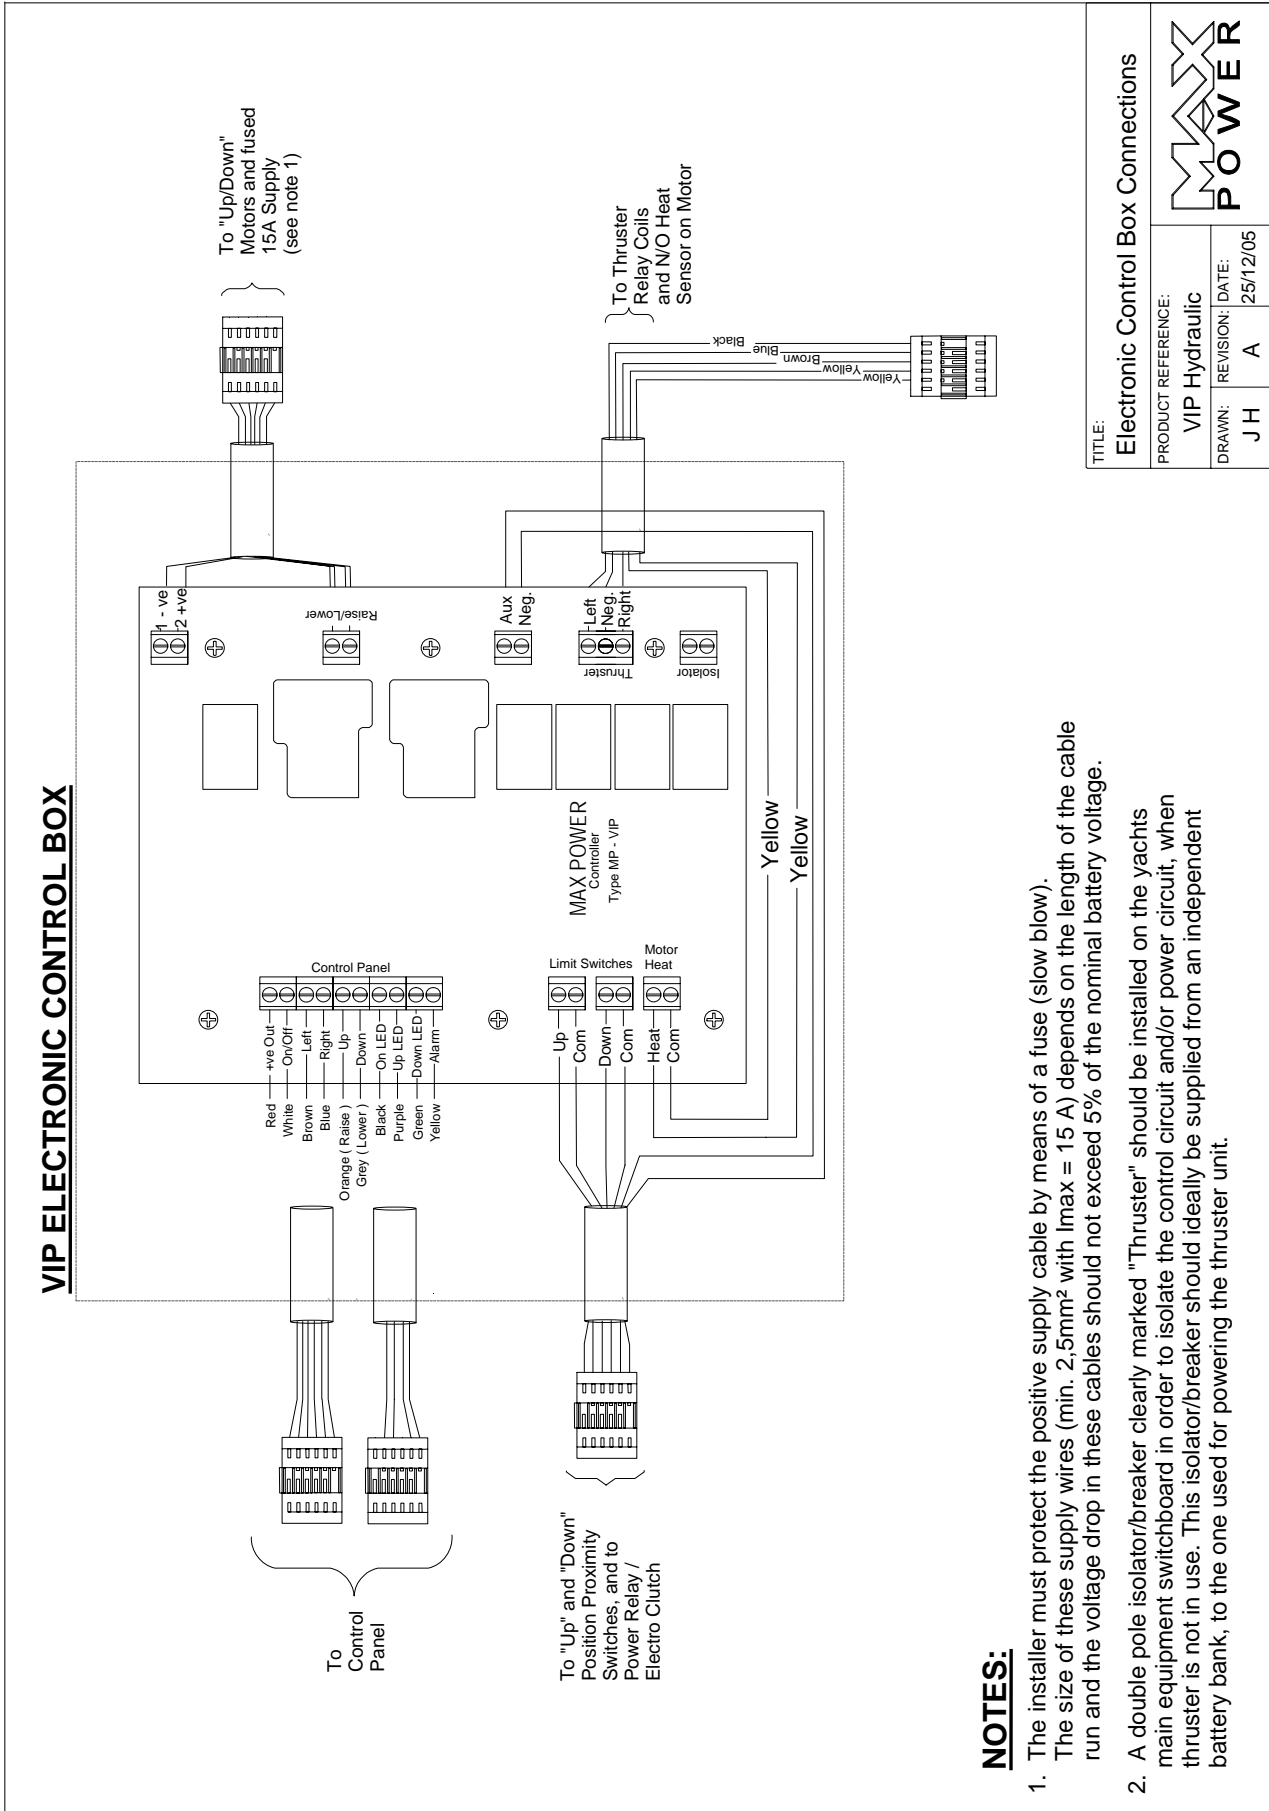 VIP ELECTRONIC CONTROL BOX
To
Control
Panel
Red
White
Brown
Blue
Orange ( Raise )
Grey ( Lower )
Black
Purple
Green
Yellow
+ve Out
On/Off
Left
Right
Up
Down
On LED
Up LED
Down LED
Alarm
Control Panel
1 - ve
2 +ve
Raise/Lower
To "Up/Down"
Motors and fused
15A Supply
(see note 1)
To "Up" and "Down"
Position Proximity
Switches, and to
Power Relay /
Electro Clutch
Up
Com
Down
Com
Heat
Com
Limit Switches
Motor
Heat
MAX POWER
Controller
Type MP - VIP
Aux
Neg.
Left
Neg.
Right
Thruster
Isolator
Yellow
Yellow
To Thruster
Relay Coils
and N/O Heat
Sensor on Motor
Black
Blue
Brown
Yellow
Yellow
NOTES:
1. The installer must protect the positive supply cable by means of a fuse (slow blow).
The size of these supply wires (min. 2,5mm² with Imax = 15 A) depends on the length of the cable
run and the voltage drop in these cables should not exceed 5% of the nominal battery voltage.
2. A double pole isolator/breaker clearly marked "Thruster" should be installed on the yachts
main equipment switchboard in order to isolate the control circuit and/or power circuit, when
thruster is not in use. This isolator/breaker should ideally be supplied from an independent
battery bank, to the one used for powering the thruster unit.
TITLE:
Electronic Control Box Connections
PRODUCT REFERENCE:
VIP Hydraulic
DRAWN:
J H
REVISION:
A
DATE:
25/12/05
MAX
POWER